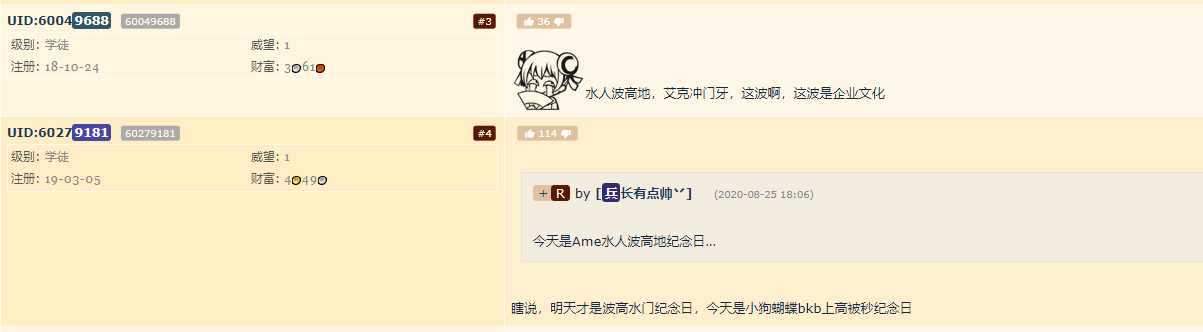 UID:60049688 60049688 #3
级别: 学徒 威望: 1
注册: 18-10-24 财富: 3 61
36
水人波高地，艾克冲门牙，这波啊，这波是企业文化
UID:60279181 60279181 #4
级别: 学徒 威望: 1
注册: 19-03-05 财富: 4 49
114
+ R by [兵长有点帅丷] (2020-08-25 18:06)
今天是Ame水人波高地纪念日...
瞎说，明天才是波高水门纪念日，今天是小狗蝴蝶bkb上高被秒纪念日